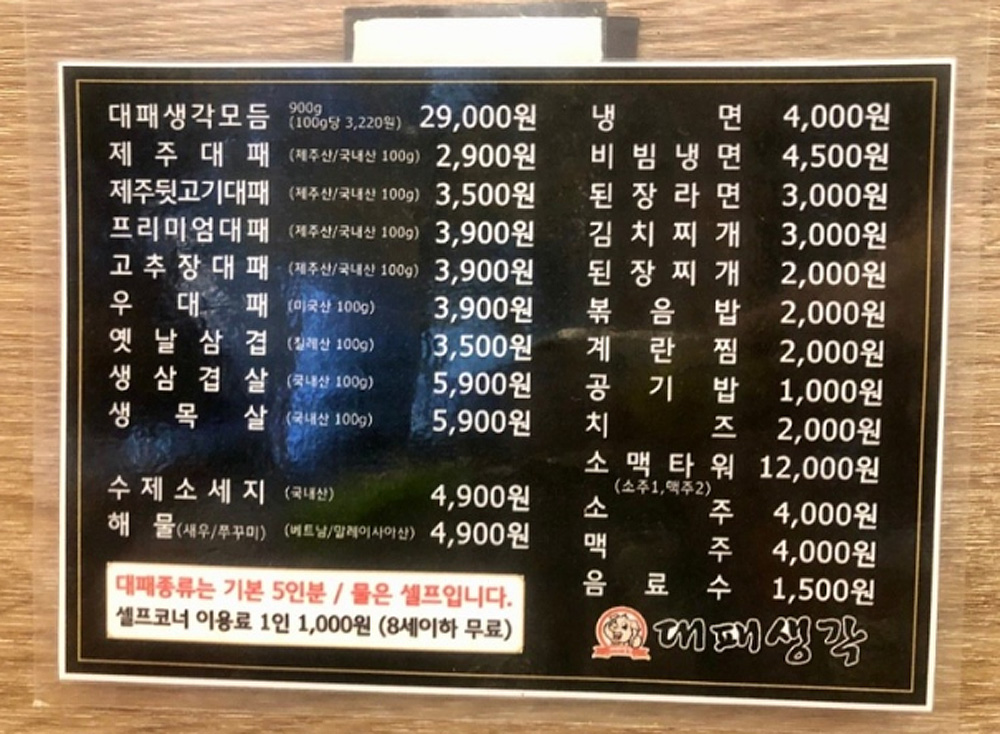 대패생각모듬 900g (100g당 3,220원) 29,000원
제주대패 (제주산/국내산 100g) 2,900원
제주뒷고기대패 (제주산/국내산 100g) 3,500원
프리미엄대패 (제주산/국내산 100g) 3,900원
고추장대패 (제주산/국내산 100g) 3,900원
우대패 (미국산 100g) 3,900원
옛날삼겹 (칠레산 100g) 3,500원
생삼겹살 (국내산 100g) 5,900원
생목살 (국내산 100g) 5,900원
수제소세지 (국내산) 4,900원
해물(새우/쭈꾸미) (베트남/말레이사아산) 4,900원
대패종류는 기본 5인분 / 물은 셀프입니다.
셀프코너 이용료 1인 1,000원 (8세이하 무료)
냉면 4,000원
비빔냉면 4,500원
된장라면 3,000원
김치찌개 3,000원
된장찌개 2,000원
볶음밥 2,000원
계란찜 2,000원
공기밥 1,000원
치즈 2,000원
소맥타워 12,000원
(소주1,맥주2)
소주 4,000원
맥주 4,000원
음료수 1,500원
대패생각